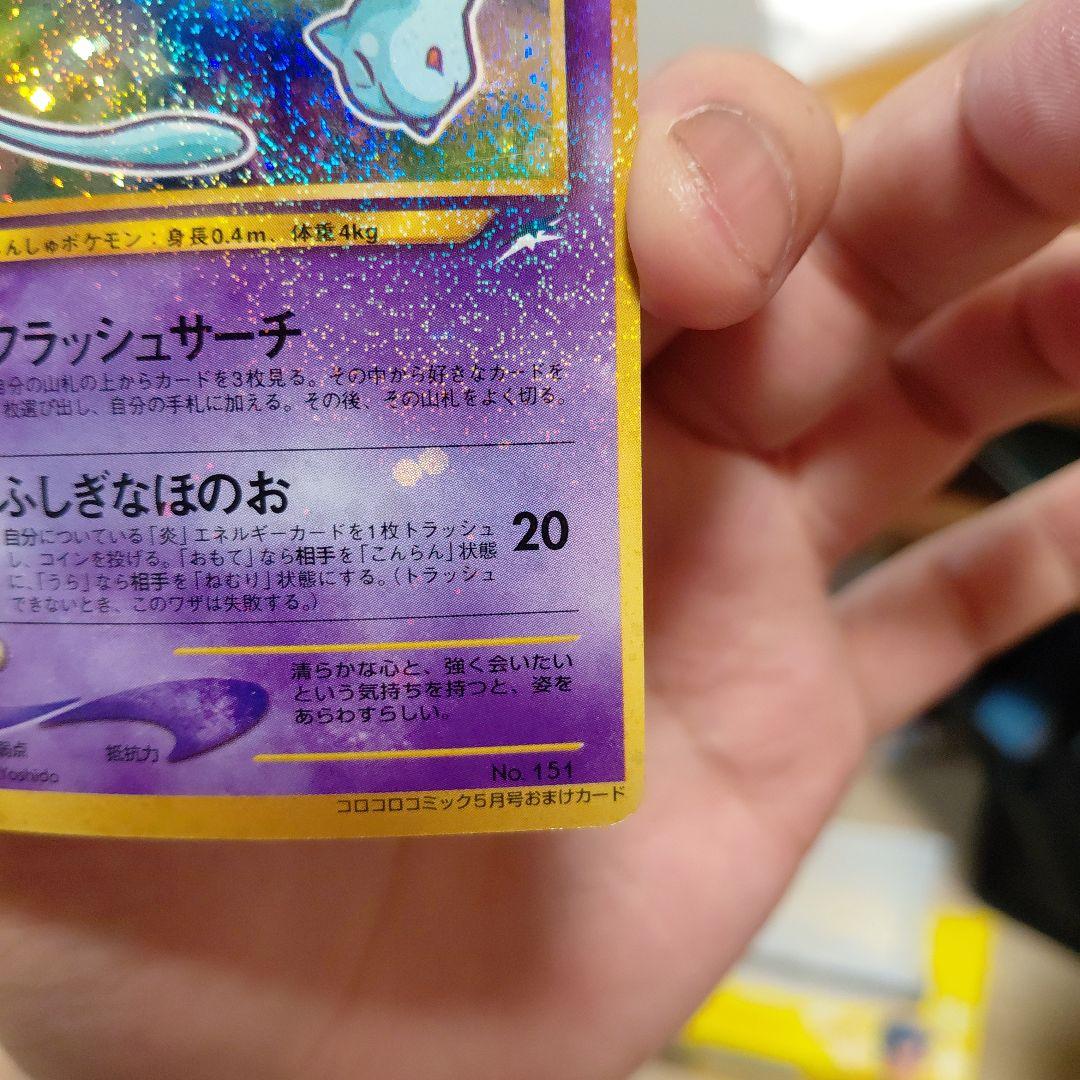 んしゅポケモン：身長0.4m、体重4kg
フラッシュサーチ
自分の山札の上からカードを3枚見る。その中から好きなカードを
枚選び出し、自分の手札に加える。その後、その山札をよく切る。
ふしぎなほのお
20
自分についている「炎」エネルギーカードを1枚トラッシュ
し、コインを投げる。「おもて」なら相手を「こんらん」状態
に、「うら」なら相手を「ねむり」状態にする。（トラッシュ
できないとき、このワザは失敗する。）
清らかな心と、強く会いたい
という気持ちを持つと、姿を
あらわすらしい。
弱点
抵抗力
Yoshida
No. 151
コロコロコミック5月号おまけカード